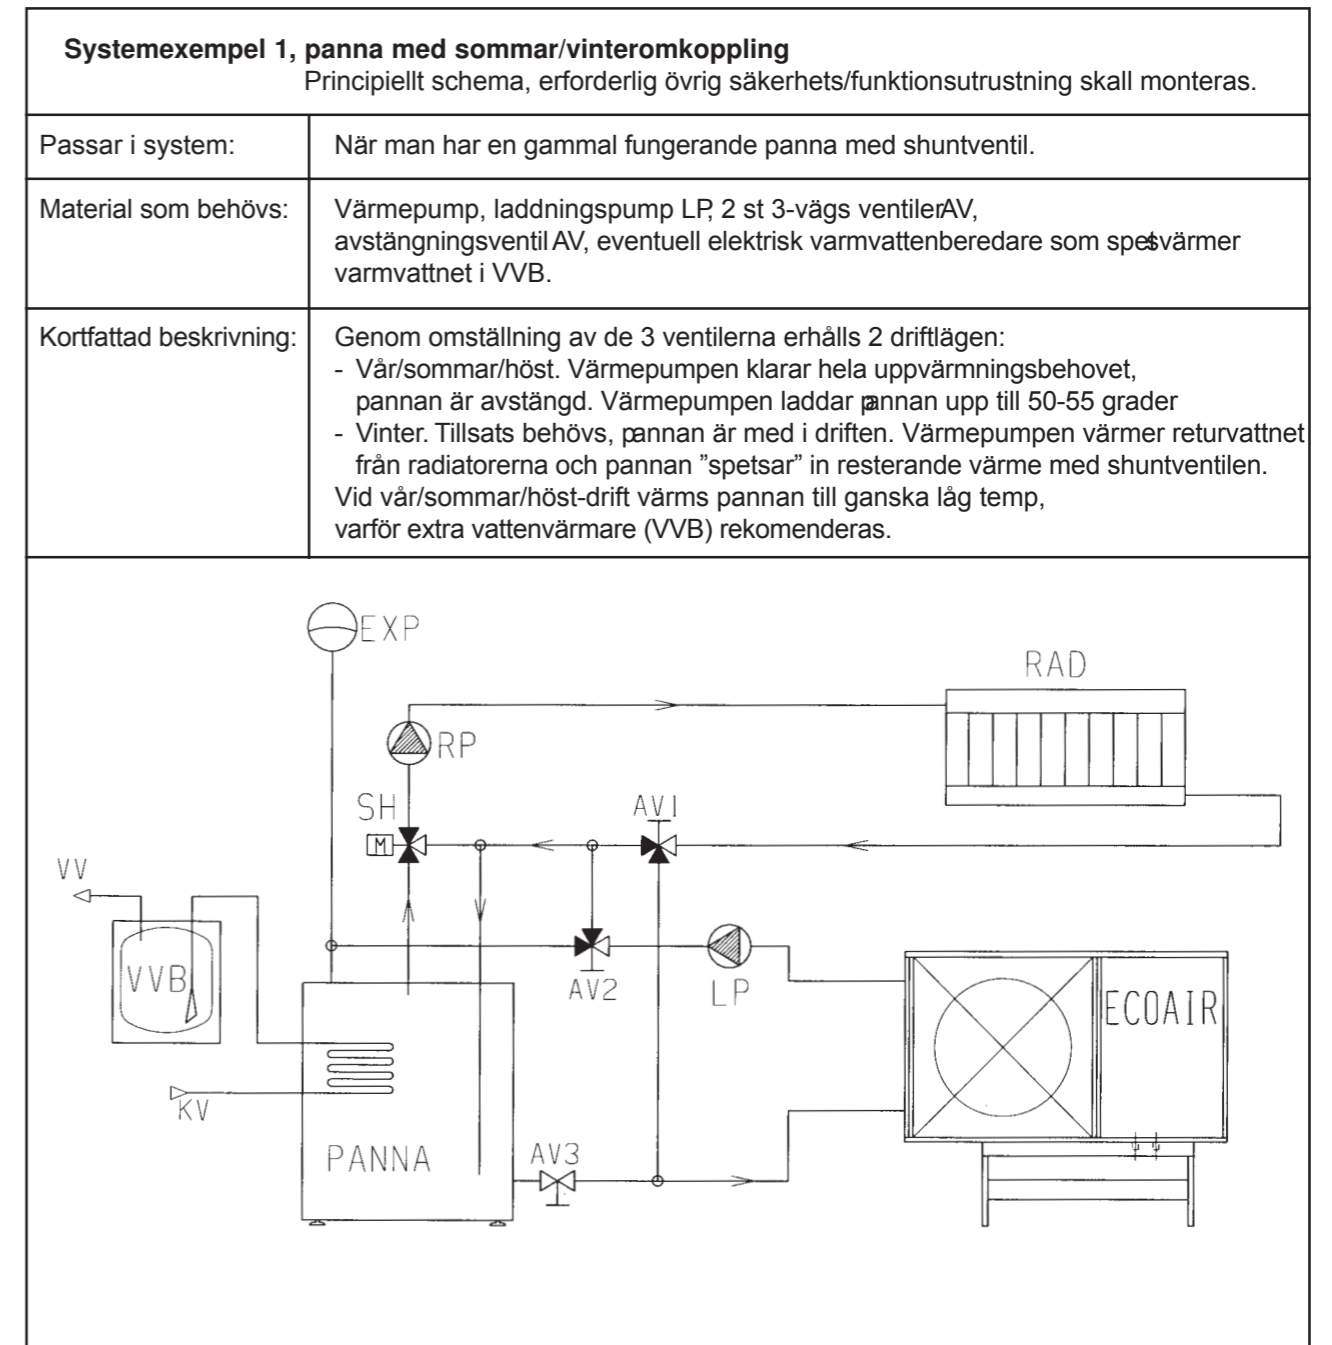 Systemexempel 1, panna med sommar/vinteromkoppling
Principiellt schema, erforderlig övrig säkerhets/funktionsutrustning skall monteras.
Passar i system:
När man har en gammal fungerande panna med shuntventil.
Material som behövs:
Värmepump, laddningspump LP, 2 st 3-vägs ventilerAV,
avstängningsventil AV, eventuell elektrisk varmvattenberedare som spetsvärmer
varmvattnet i VVB.
Kortfattad beskrivning:
Genom omställning av de 3 ventilerna erhålls 2 driftlägen:
- Vår/sommar/höst. Värmepumpen klarar hela uppvärmningsbehovet,
pannan är avstängd. Värmepumpen laddar pannan upp till 50-55 grader
- Vinter. Tillsats behövs, pannan är med i driften. Värmepumpen värmer returvattnet
från radiatorerna och pannan ”spetsar” in resterande värme med shuntventilen.
Vid vår/sommar/höst-drift värms pannan till ganska låg temp,
varför extra vattenvärmare (VVB) rekomenderas.
EXP
RAD
RP
SH
AV1
M
VV
VVB
AV2
LP
ECOAIR
KV
PANNA
AV3